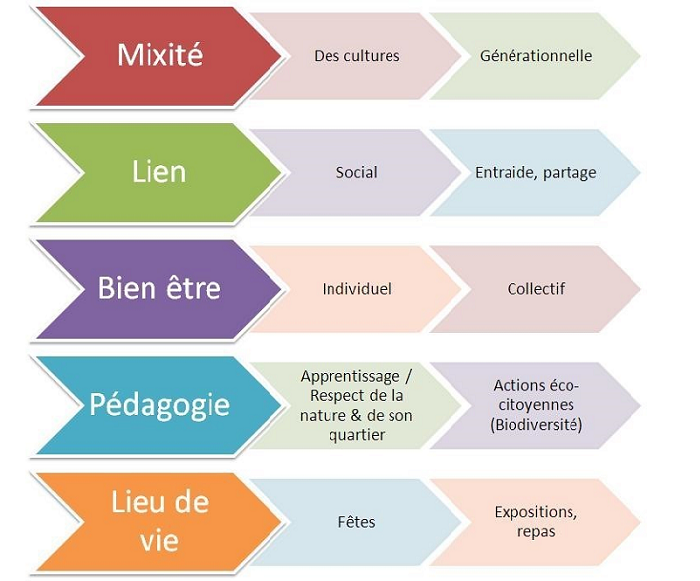 Mixité
Des cultures
Générationnelle
Lien
Social
Entraide, partage
Bien être
Individuel
Collectif
Pédagogie
Apprentissage /
Respect de la
nature & de son
quartier
Actions éco-
citoyennes
(Biodiversité)
Lieu de
vie
Fêtes
Expositions,
repas